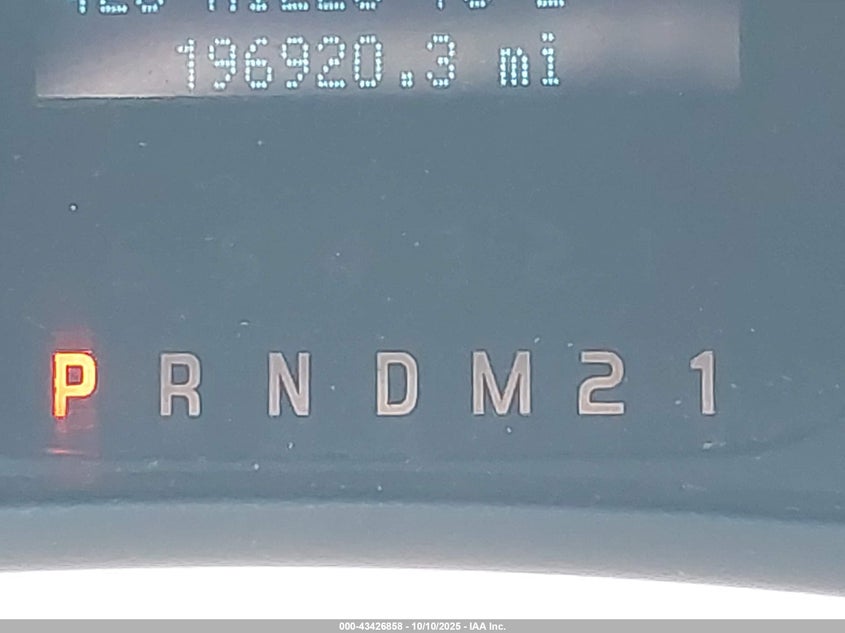 196920.3 mi
P R N D M 2 1
000-43426858 - 10/10/2025 - IAA Inc.